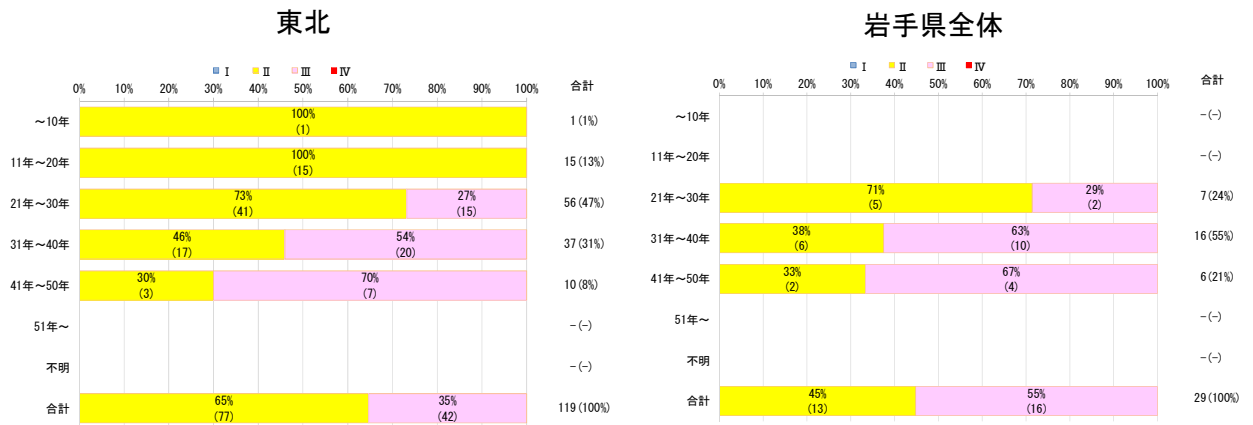 東北
Ⅰ Ⅱ Ⅲ Ⅳ
0% 10% 20% 30% 40% 50% 60% 70% 80% 90% 100% 合計
～10年 100% 1(1%)
(1)
11年～20年 100% 15(13%)
(15)
21年～30年 73% 27% 56(47%)
(41) (15)
31年～40年 46% 54% 37(31%)
(17) (20)
41年～50年 30% 70% 10(8%)
(3) (7)
51年～ －(－)
不明 －(－)
合計 65% 35% 119(100%)
(77) (42)
岩手県全体
Ⅰ Ⅱ Ⅲ Ⅳ
0% 10% 20% 30% 40% 50% 60% 70% 80% 90% 100% 合計
～10年 －(－)
11年～20年 －(－)
21年～30年 71% 29% 7(24%)
(5) (2)
31年～40年 38% 63% 16(55%)
(6) (10)
41年～50年 33% 67% 6(21%)
(2) (4)
51年～ －(－)
不明 －(－)
合計 45% 55% 29(100%)
(13) (16)